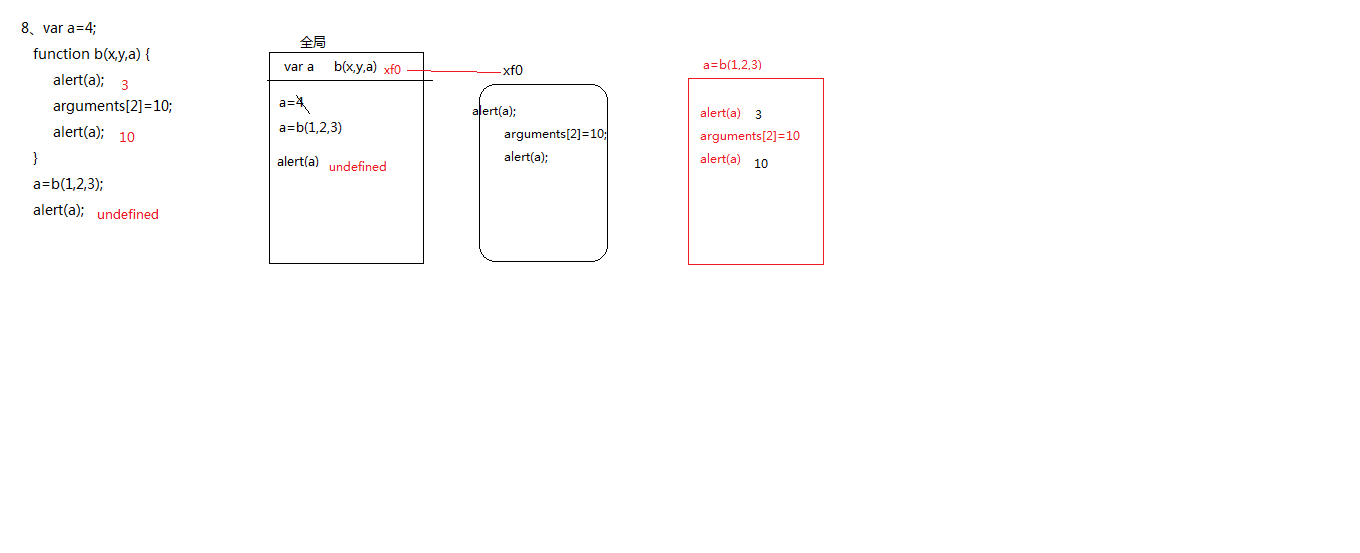 8、var a=4;
function b(x,y,a) {
alert(a); 3
arguments[2]=10;
alert(a); 10
}
a=b(1,2,3);
alert(a); undefined
全局
var a b(x,y,a) xf0
a=4
a=b(1,2,3)
alert(a) undefined
xf0
alert(a);
arguments[2]=10;
alert(a);
a=b(1,2,3)
alert(a) 3
arguments[2]=10
alert(a) 10